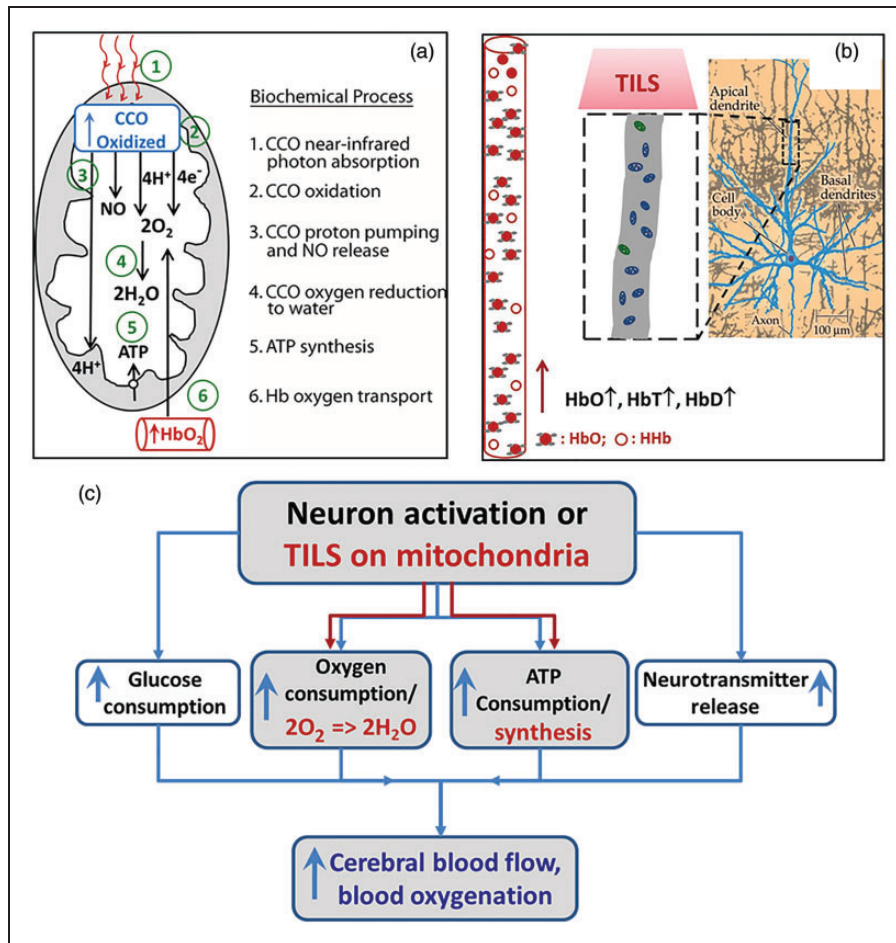 (a)
1
↑ CCO
Oxidized
2
3
4H⁺
4e⁻
NO
2O₂
4
2H₂O
5
ATP
4H⁺
6
↑HbO₂
Biochemical Process
1. CCO near-infrared
photon absorption
2. CCO oxidation
3. CCO proton pumping
and NO release
4. CCO oxygen reduction
to water
5. ATP synthesis
6. Hb oxygen transport
(b)
TILS
Apical
dendrite
Cell
body
Basal
dendrites
Axon
100 μm
HbO↑, HbT↑, HbD↑
: HbO; : HHb
(c)
Neuron activation or
TILS on mitochondria
↑ Glucose
consumption
↑ Oxygen
consumption/
2O₂ => 2H₂O
↑ ATP
Consumption/
synthesis
Neurotransmitter
release ↑
↑ Cerebral blood flow,
blood oxygenation